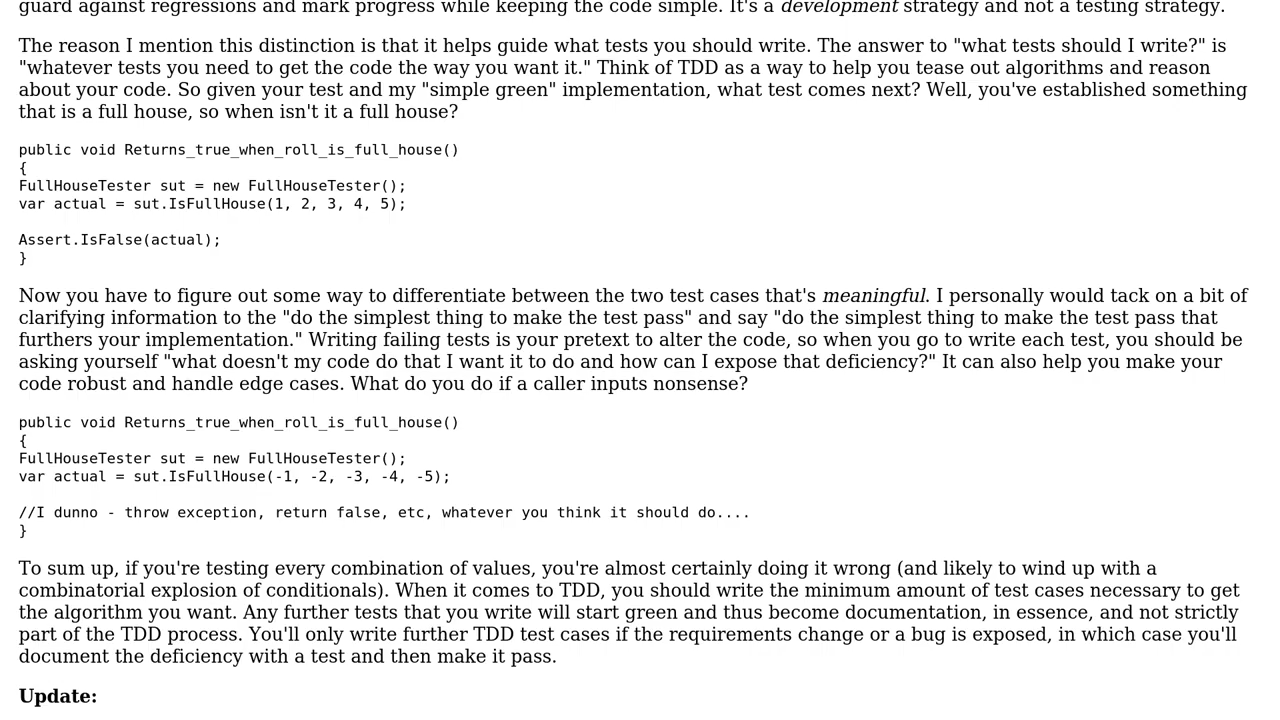 guard against regressions and mark progress while keeping the code simple. It's a development strategy and not a testing strategy.
The reason I mention this distinction is that it helps guide what tests you should write. The answer to "what tests should I write?" is
"whatever tests you need to get the code the way you want it." Think of TDD as a way to help you tease out algorithms and reason
about your code. So given your test and my "simple green" implementation, what test comes next? Well, you've established something
that is a full house, so when isn't it a full house?
public void Returns_true_when_roll_is_full_house()
{
FullHouseTester sut = new FullHouseTester();
var actual = sut.IsFullHouse(1, 2, 3, 4, 5);
Assert.IsFalse(actual);
}
Now you have to figure out some way to differentiate between the two test cases that's meaningful. I personally would tack on a bit of
clarifying information to the "do the simplest thing to make the test pass" and say "do the simplest thing to make the test pass that
furthers your implementation." Writing failing tests is your pretext to alter the code, so when you go to write each test, you should be
asking yourself "what doesn't my code do that I want it to do and how can I expose that deficiency?" It can also help you make your
code robust and handle edge cases. What do you do if a caller inputs nonsense?
public void Returns_true_when_roll_is_full_house()
{
FullHouseTester sut = new FullHouseTester();
var actual = sut.IsFullHouse(-1, -2, -3, -4, -5);
//I dunno - throw exception, return false, etc, whatever you think it should do....
}
To sum up, if you're testing every combination of values, you're almost certainly doing it wrong (and likely to wind up with a
combinatorial explosion of conditionals). When it comes to TDD, you should write the minimum amount of test cases necessary to get
the algorithm you want. Any further tests that you write will start green and thus become documentation, in essence, and not strictly
part of the TDD process. You'll only write further TDD test cases if the requirements change or a bug is exposed, in which case you'll
document the deficiency with a test and then make it pass.
Update: